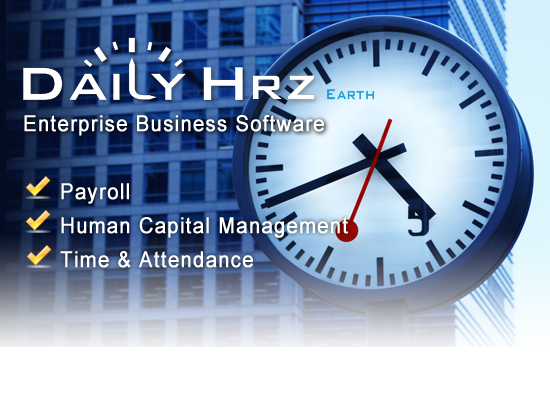 DAILY HRZ EARTH
Enterprise Business Software
Payroll
Human Capital Management
Time & Attendance